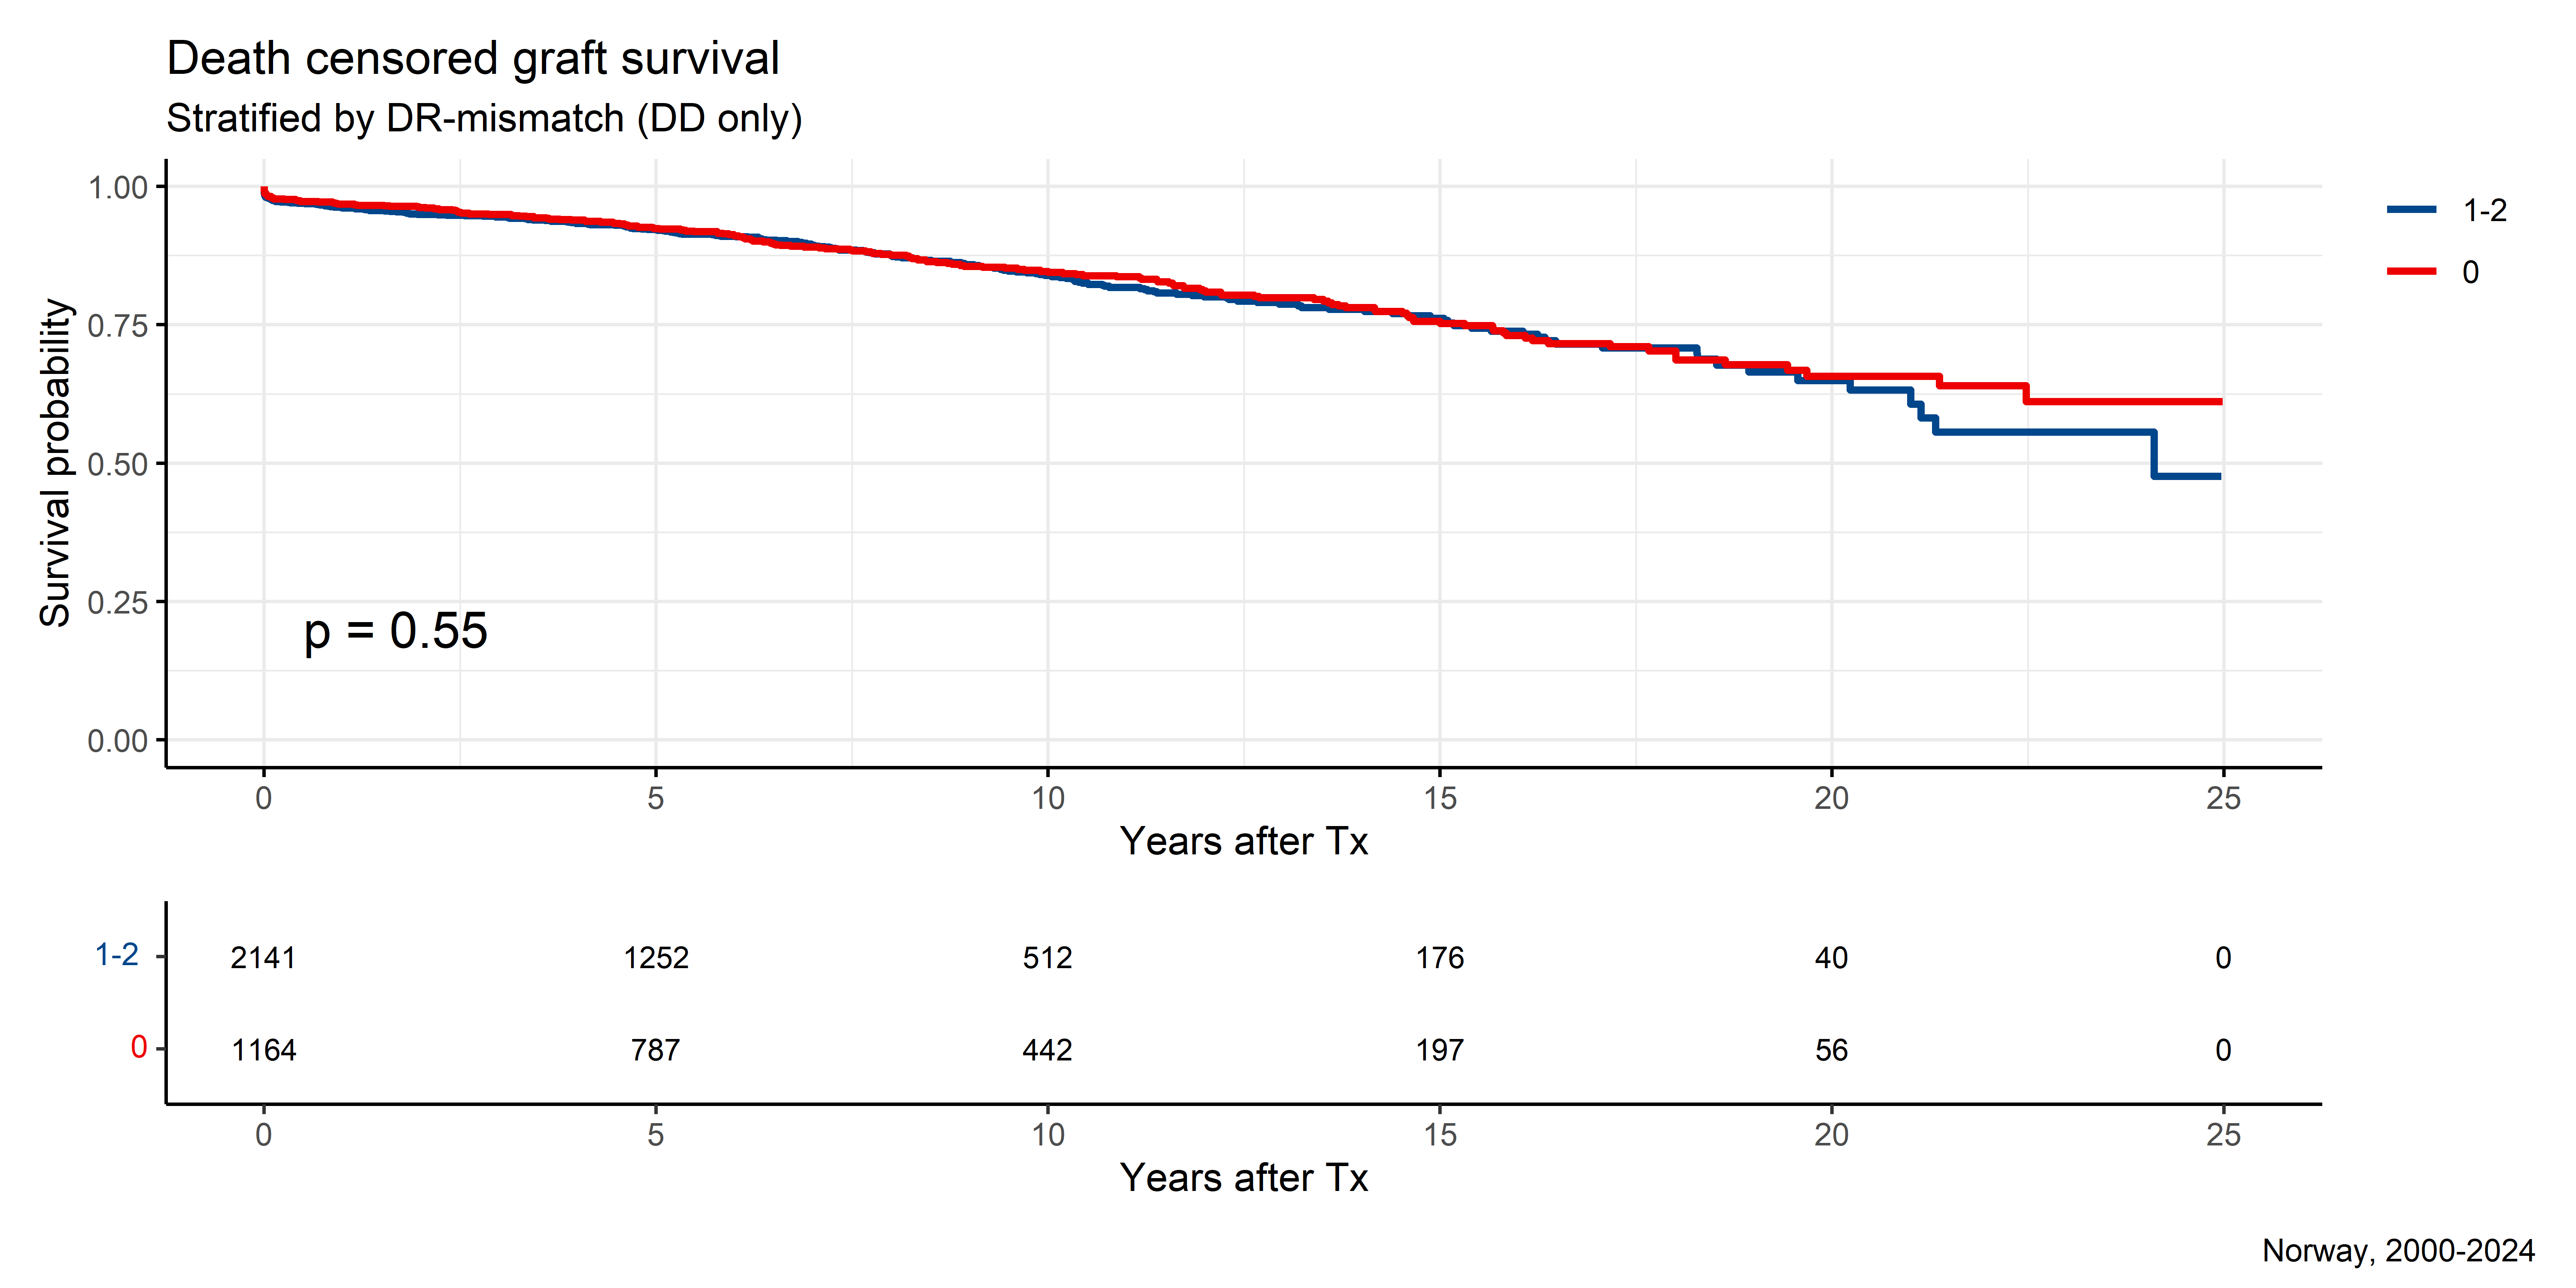 Death censored graft survival
Stratified by DR-mismatch (DD only)
1.00
0.75
0.50
0.25
0.00
Survival probability
p = 0.55
1-2
0
0 5 10 15 20 25
Years after Tx
1-2 2141 1252 512 176 40 0
0 1164 787 442 197 56 0
0 5 10 15 20 25
Years after Tx
Norway, 2000-2024